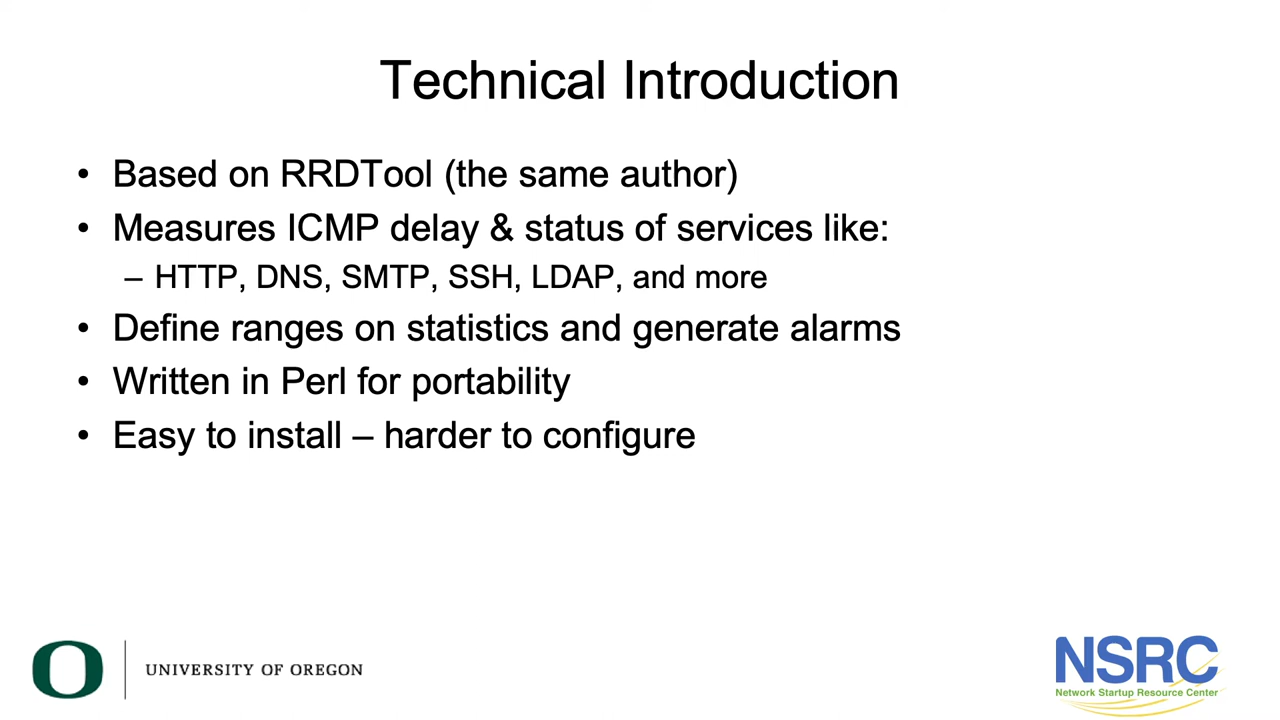 Technical Introduction
• Based on RRDTool (the same author)
• Measures ICMP delay & status of services like:
– HTTP, DNS, SMTP, SSH, LDAP, and more
• Define ranges on statistics and generate alarms
• Written in Perl for portability
• Easy to install – harder to configure
O
UNIVERSITY OF OREGON
NSRC
Network Startup Resource Center